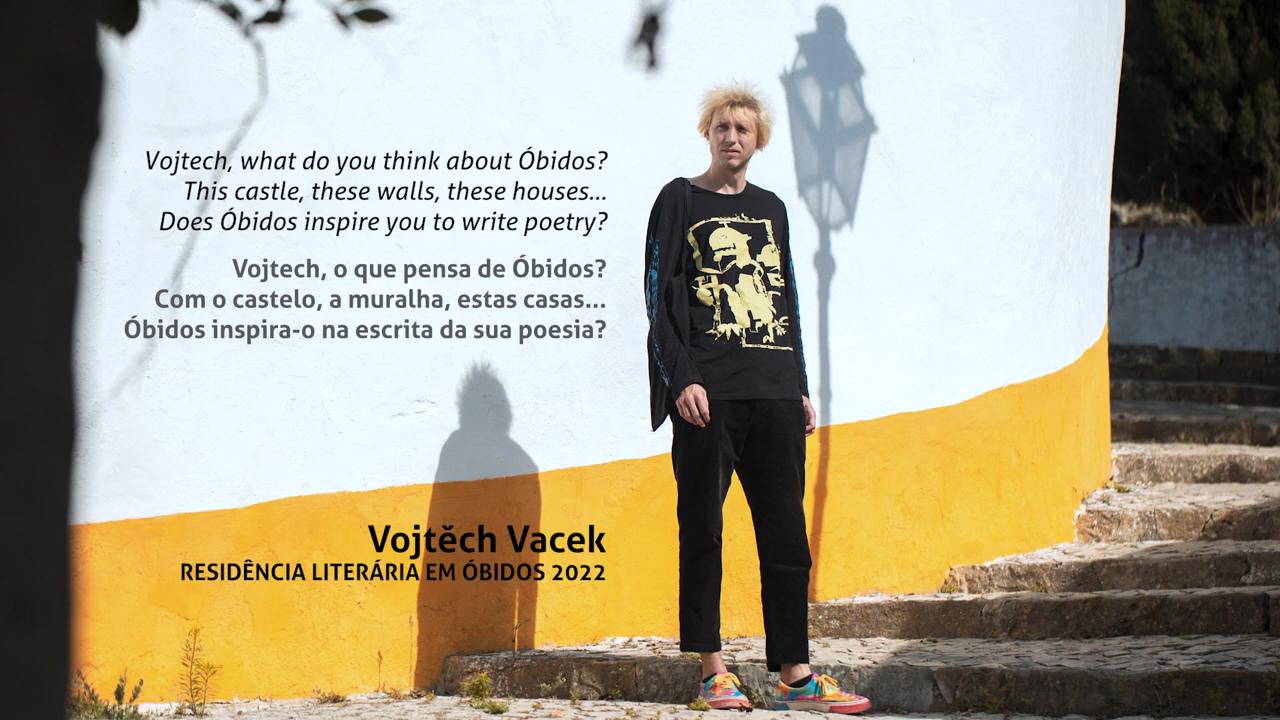 Vojtech, what do you think about Óbidos?
This castle, these walls, these houses...
Does Óbidos inspire you to write poetry?
Vojtech, o que pensa de Óbidos?
Com o castelo, a muralha, estas casas...
Óbidos inspira-o na escrita da sua poesia?
Vojtěch Vacek
RESIDÊNCIA LITERÁRIA EM ÓBIDOS 2022